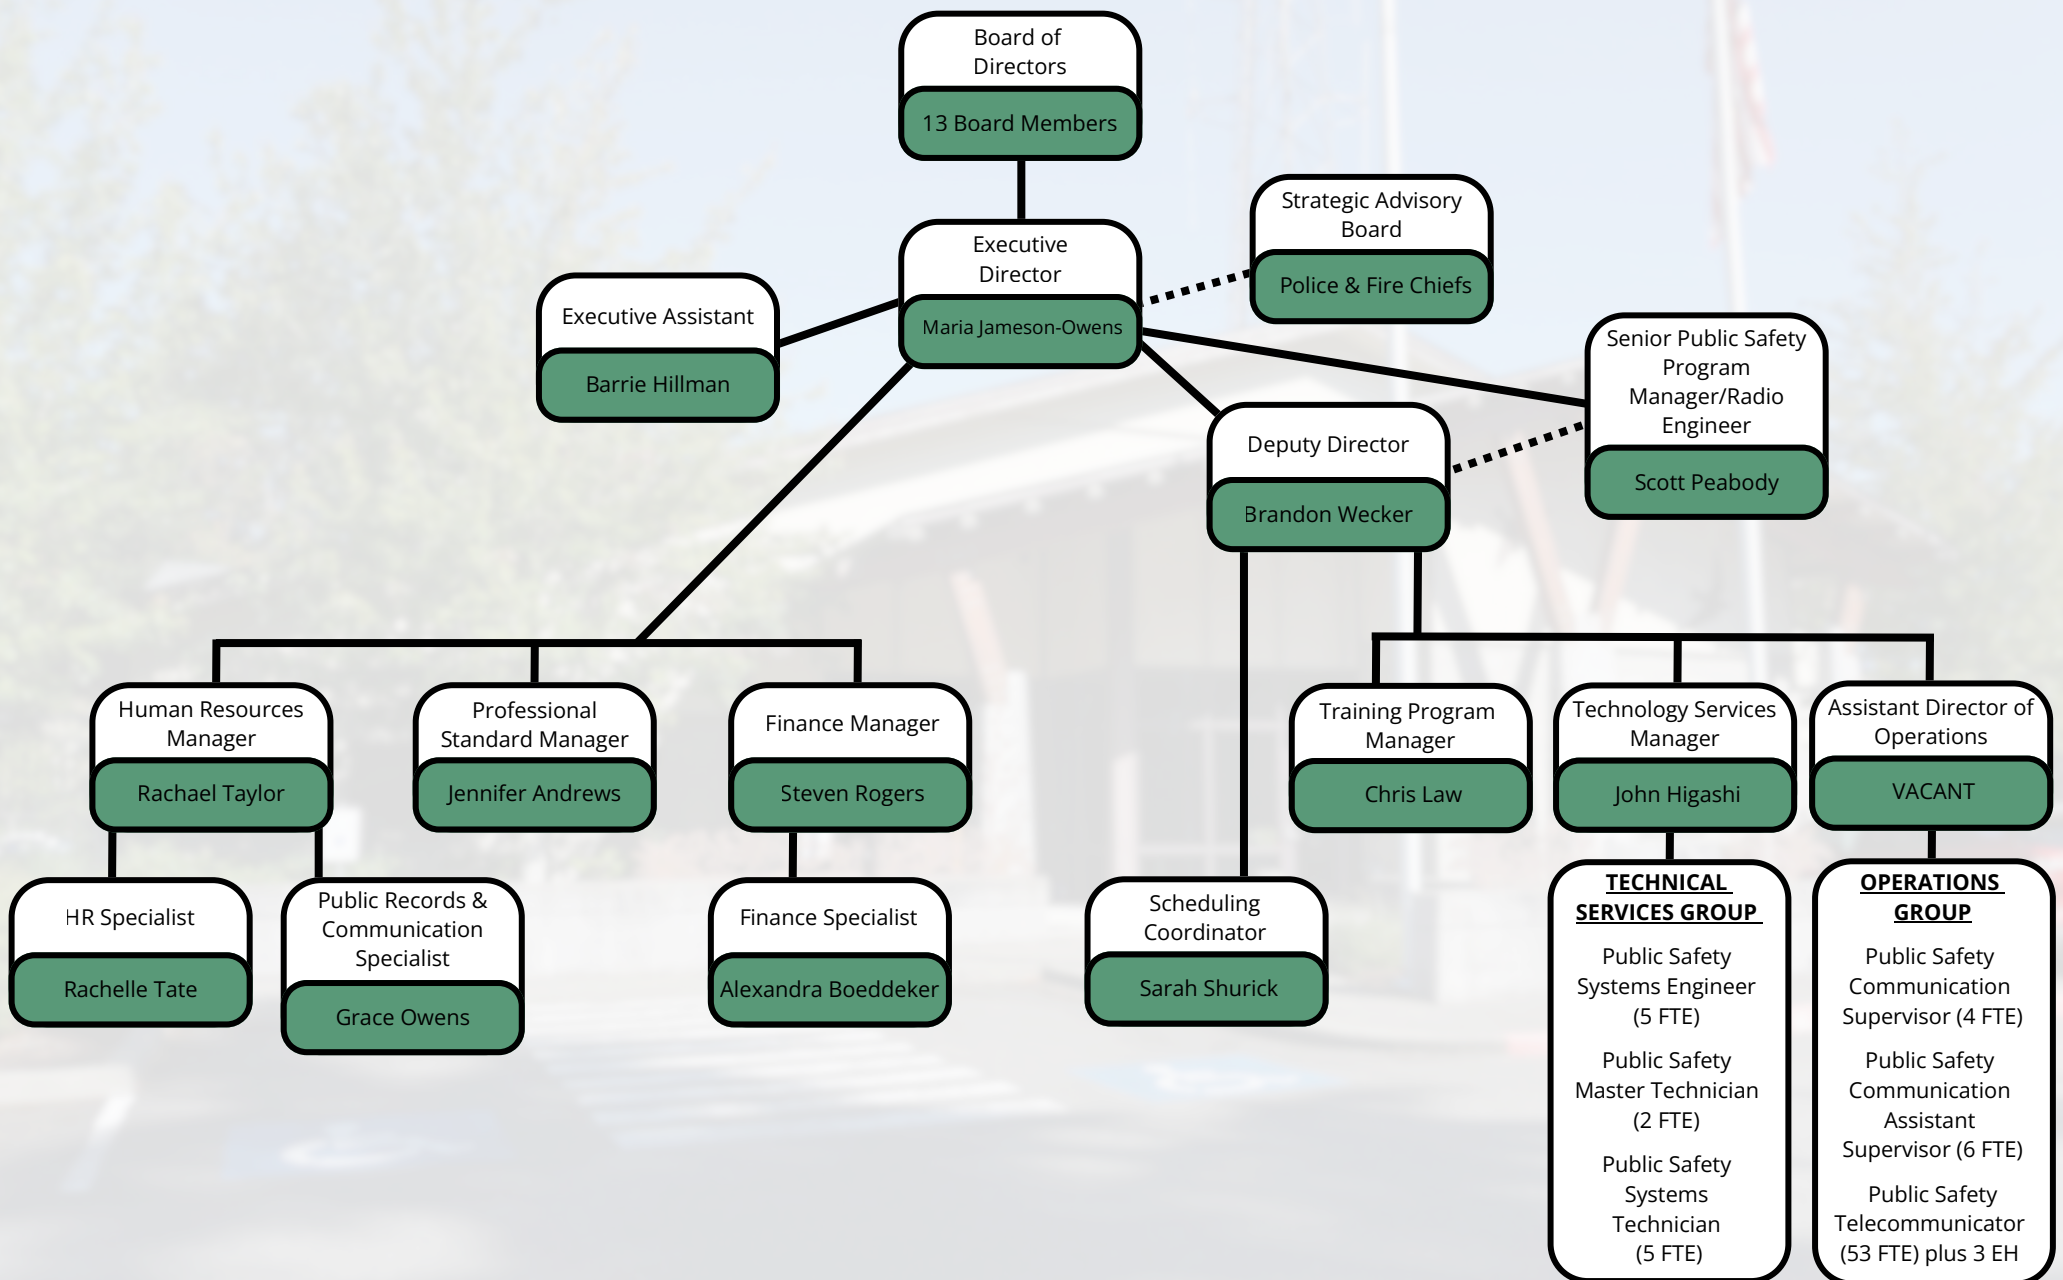 Board of
Directors
13 Board Members
Strategic Advisory
Board
Police & Fire Chiefs
Executive
Director
Maria Jameson-Owens
Executive Assistant
Barrie Hillman
Senior Public Safety
Program
Manager/Radio
Engineer
Scott Peabody
Deputy Director
Brandon Wecker
Human Resources
Manager
Rachael Taylor
Professional
Standard Manager
Jennifer Andrews
Finance Manager
Steven Rogers
Training Program
Manager
Chris Law
Technology Services
Manager
John Higashi
Assistant Director of
Operations
VACANT
HR Specialist
Rachelle Tate
Public Records &
Communication
Specialist
Grace Owens
Finance Specialist
Alexandra Boeddeker
Scheduling
Coordinator
Sarah Shurick
TECHNICAL
SERVICES GROUP
Public Safety
Systems Engineer
(5 FTE)
Public Safety
Master Technician
(2 FTE)
Public Safety
Systems
Technician
(5 FTE)
OPERATIONS
GROUP
Public Safety
Communication
Supervisor (4 FTE)
Public Safety
Communication
Assistant
Supervisor (6 FTE)
Public Safety
Telecommunicator
(53 FTE) plus 3 EH